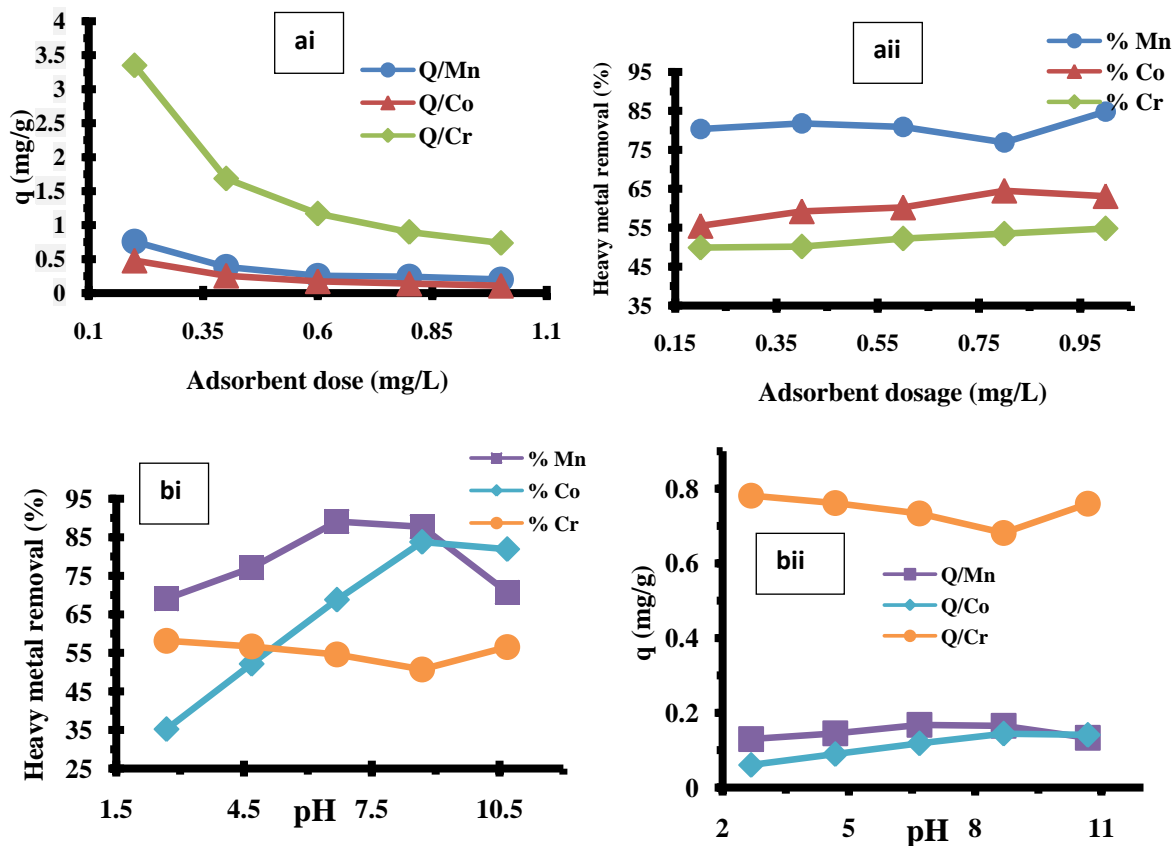 ai
Q/Mn
Q/Co
Q/Cr
q (mg/g)
4
3.5
3
2.5
2
1.5
1
0.5
0
0.1 0.35 0.6 0.85 1.1
Adsorbent dose (mg/L)
aii
% Mn
% Co
% Cr
Heavy metal removal (%)
95
85
75
65
55
45
35
0.15 0.35 0.55 0.75 0.95
Adsorbent dosage (mg/L)
bi
% Mn
% Co
% Cr
Heavy metal removal (%)
95
85
75
65
55
45
35
25
1.5 4.5 7.5 10.5
pH
bii
Q/Mn
Q/Co
Q/Cr
q (mg/g)
0.8
0.6
0.4
0.2
0
2 5 8 11
pH